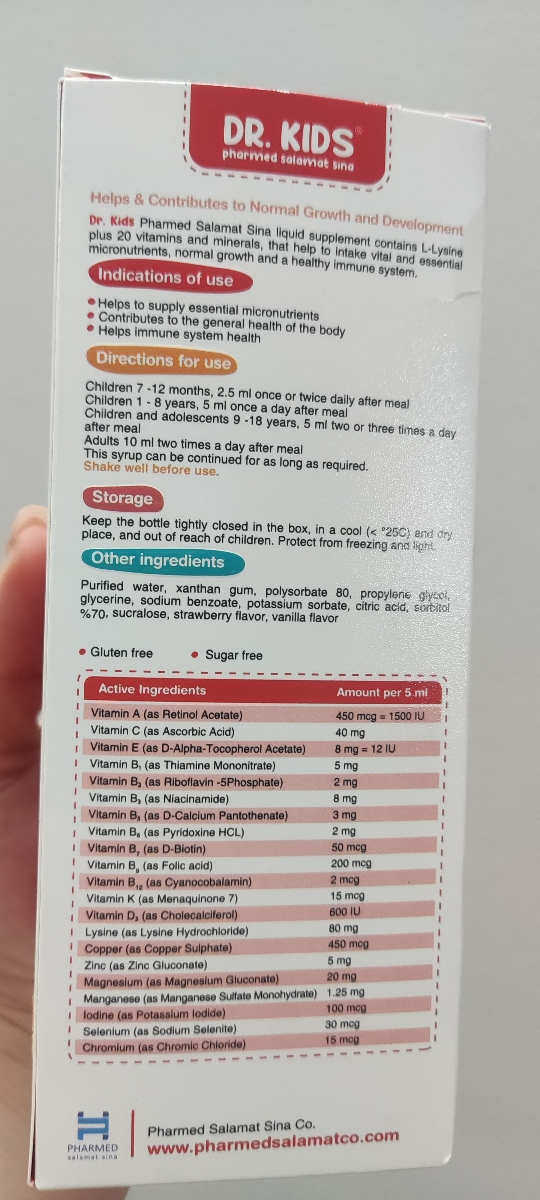 DR. KIDS®
pharmed salamat sina
Helps & Contributes to Normal Growth and Development
Dr. Kids Pharmed Salamat Sina liquid supplement contains L-Lysine
plus 20 vitamins and minerals, that help to intake vital and essential
micronutrients, normal growth and a healthy immune system.
Indications of use
• Helps to supply essential micronutrients
• Contributes to the general health of the body
• Helps immune system health
Directions for use
Children 7 -12 months, 2.5 ml once or twice daily after meal
Children 1 - 8 years, 5 ml once a day after meal
Children and adolescents 9 -18 years, 5 ml two or three times a day
after meal
Adults 10 ml two times a day after meal
This syrup can be continued for as long as required.
Shake well before use.
Storage
Keep the bottle tightly closed in the box, in a cool (< °25C) and dry
place, and out of reach of children. Protect from freezing and light.
Other ingredients
Purified water, xanthan gum, polysorbate 80, propylene glycol,
glycerine, sodium benzoate, potassium sorbate, citric acid, sorbitol
%70, sucralose, strawberry flavor, vanilla flavor
• Gluten free • Sugar free
Active Ingredients Amount per 5 ml
Vitamin A (as Retinol Acetate) 450 mcg = 1500 IU
Vitamin C (as Ascorbic Acid) 40 mg
Vitamin E (as D-Alpha-Tocopherol Acetate) 8 mg = 12 IU
Vitamin B₁ (as Thiamine Mononitrate) 5 mg
Vitamin B₂ (as Riboflavin -5Phosphate) 2 mg
Vitamin B₃ (as Niacinamide) 8 mg
Vitamin B₅ (as D-Calcium Pantothenate) 3 mg
Vitamin B₆ (as Pyridoxine HCL) 2 mg
Vitamin B₇ (as D-Biotin) 50 mcg
Vitamin B₉ (as Folic acid) 200 mcg
Vitamin B₁₂ (as Cyanocobalamin) 2 mcg
Vitamin K (as Menaquinone 7) 15 mcg
Vitamin D₃ (as Cholecalciferol) 600 IU
Lysine (as Lysine Hydrochloride) 80 mg
Copper (as Copper Sulphate) 450 mcg
Zinc (as Zinc Gluconate) 5 mg
Magnesium (as Magnesium Gluconate) 20 mg
Manganese (as Manganese Sulfate Monohydrate) 1.25 mg
Iodine (as Potassium Iodide) 100 mcg
Selenium (as Sodium Selenite) 30 mcg
Chromium (as Chromic Chloride) 15 mcg
PHARMED
salamat sina
Pharmed Salamat Sina Co.
www.pharmedsalamatco.com